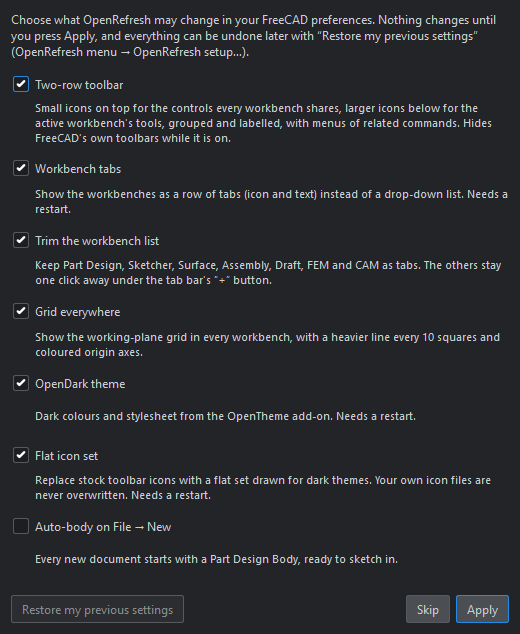 Choose what OpenRefresh may change in your FreeCAD preferences. Nothing changes until
you press Apply, and everything can be undone later with “Restore my previous settings”
(OpenRefresh menu → OpenRefresh setup...).
Two-row toolbar
Small icons on top for the controls every workbench shares, larger icons below for the
active workbench's tools, grouped and labelled, with menus of related commands. Hides
FreeCAD's own toolbars while it is on.
Workbench tabs
Show the workbenches as a row of tabs (icon and text) instead of a drop-down list. Needs a
restart.
Trim the workbench list
Keep Part Design, Sketcher, Surface, Assembly, Draft, FEM and CAM as tabs. The others stay
one click away under the tab bar's "+" button.
Grid everywhere
Show the working-plane grid in every workbench, with a heavier line every 10 squares and
coloured origin axes.
OpenDark theme
Dark colours and stylesheet from the OpenTheme add-on. Needs a restart.
Flat icon set
Replace stock toolbar icons with a flat set drawn for dark themes. Your own icon files are
never overwritten. Needs a restart.
Auto-body on File → New
Every new document starts with a Part Design Body, ready to sketch in.
Restore my previous settings
Skip
Apply